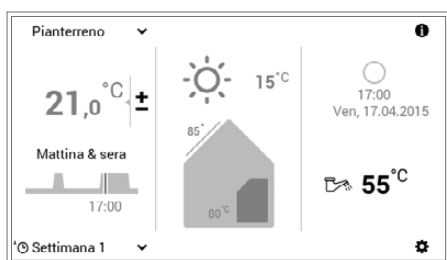 Pianterreno
21,0°C ±
Mattina & sera
17:00
Settimana 1
15°C
85°
80°C
17:00
Ven, 17.04.2015
55°C